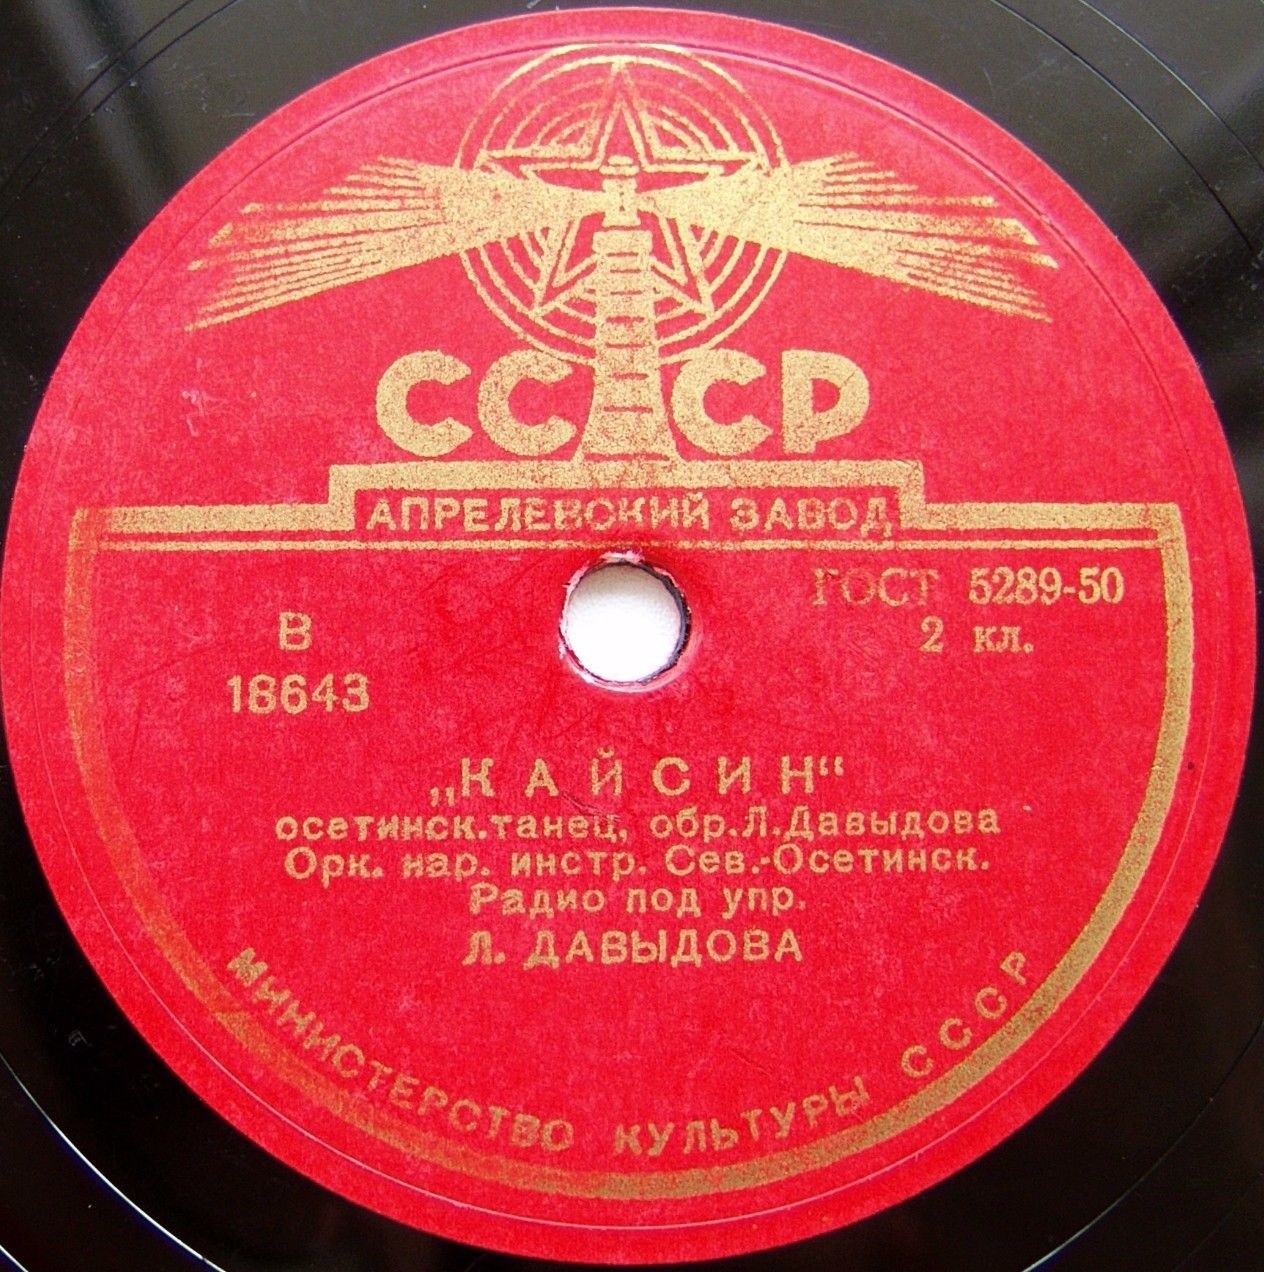 СССР
АПРЕЛЕВСКИЙ ЗАВОД
ГОСТ 5289-50
2 кл.
В
18643
„КАЙСИН“
осетинск.танец, обр.Л.Давыдова
Орк. нар. инстр. Сев.-Осетинск.
Радио под упр.
Л. ДАВЫДОВА
МИНИСТЕРСТВО КУЛЬТУРЫ СССР